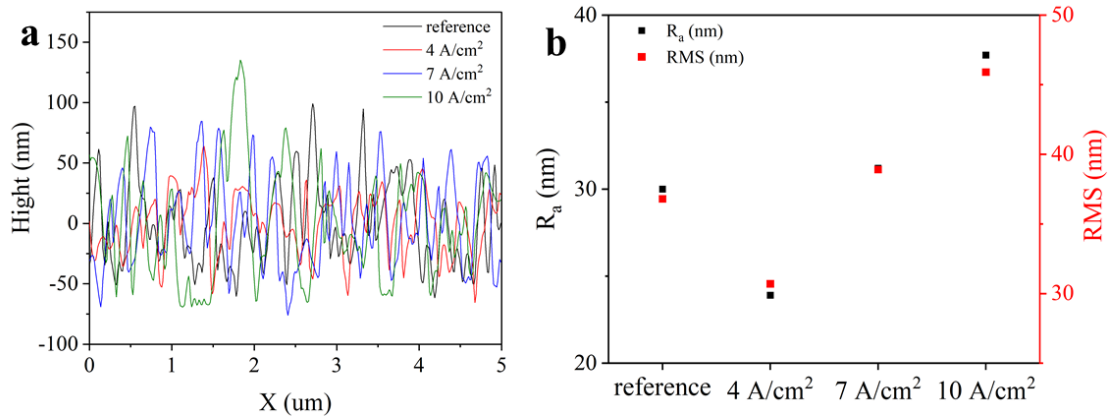 a
reference
4 A/cm²
7 A/cm²
10 A/cm²
150
100
50
0
-50
-100
Hight (nm)
0 1 2 3 4 5
X (um)
b
Rₐ (nm)
RMS (nm)
40
30
20
Rₐ (nm)
50
40
30
RMS (nm)
reference 4 A/cm² 7 A/cm² 10 A/cm²